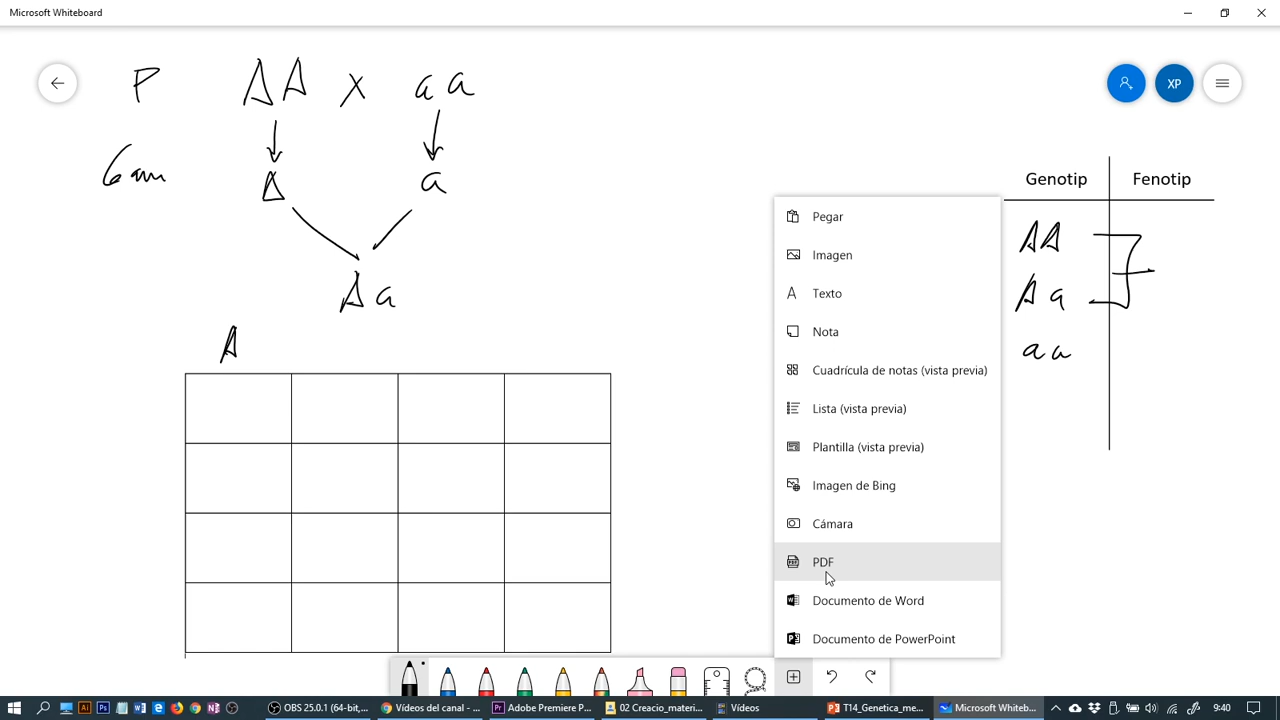 Microsoft Whiteboard
P AA x aa
XP
Gam A a
Aa
A
Genotip Fenotip
AA
Aa
aa
Pegar
Imagen
Texto
Nota
Cuadrícula de notas (vista previa)
Lista (vista previa)
Plantilla (vista previa)
Imagen de Bing
Cámara
PDF
Documento de Word
Documento de PowerPoint
OBS 25.0.1 (64-bit,...
Vídeos del canal - ...
Adobe Premiere P...
02 Creacio_materi...
Vídeos
T14_Genetica_me...
Microsoft Whiteb...
9:40